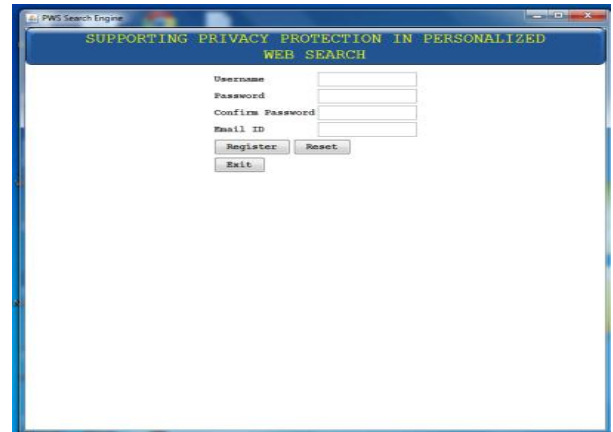 PWS Search Engine
SUPPORTING PRIVACY PROTECTION IN PERSONALIZED
WEB SEARCH
Username
Password
Confirm Password
Email ID
Register Reset
Exit